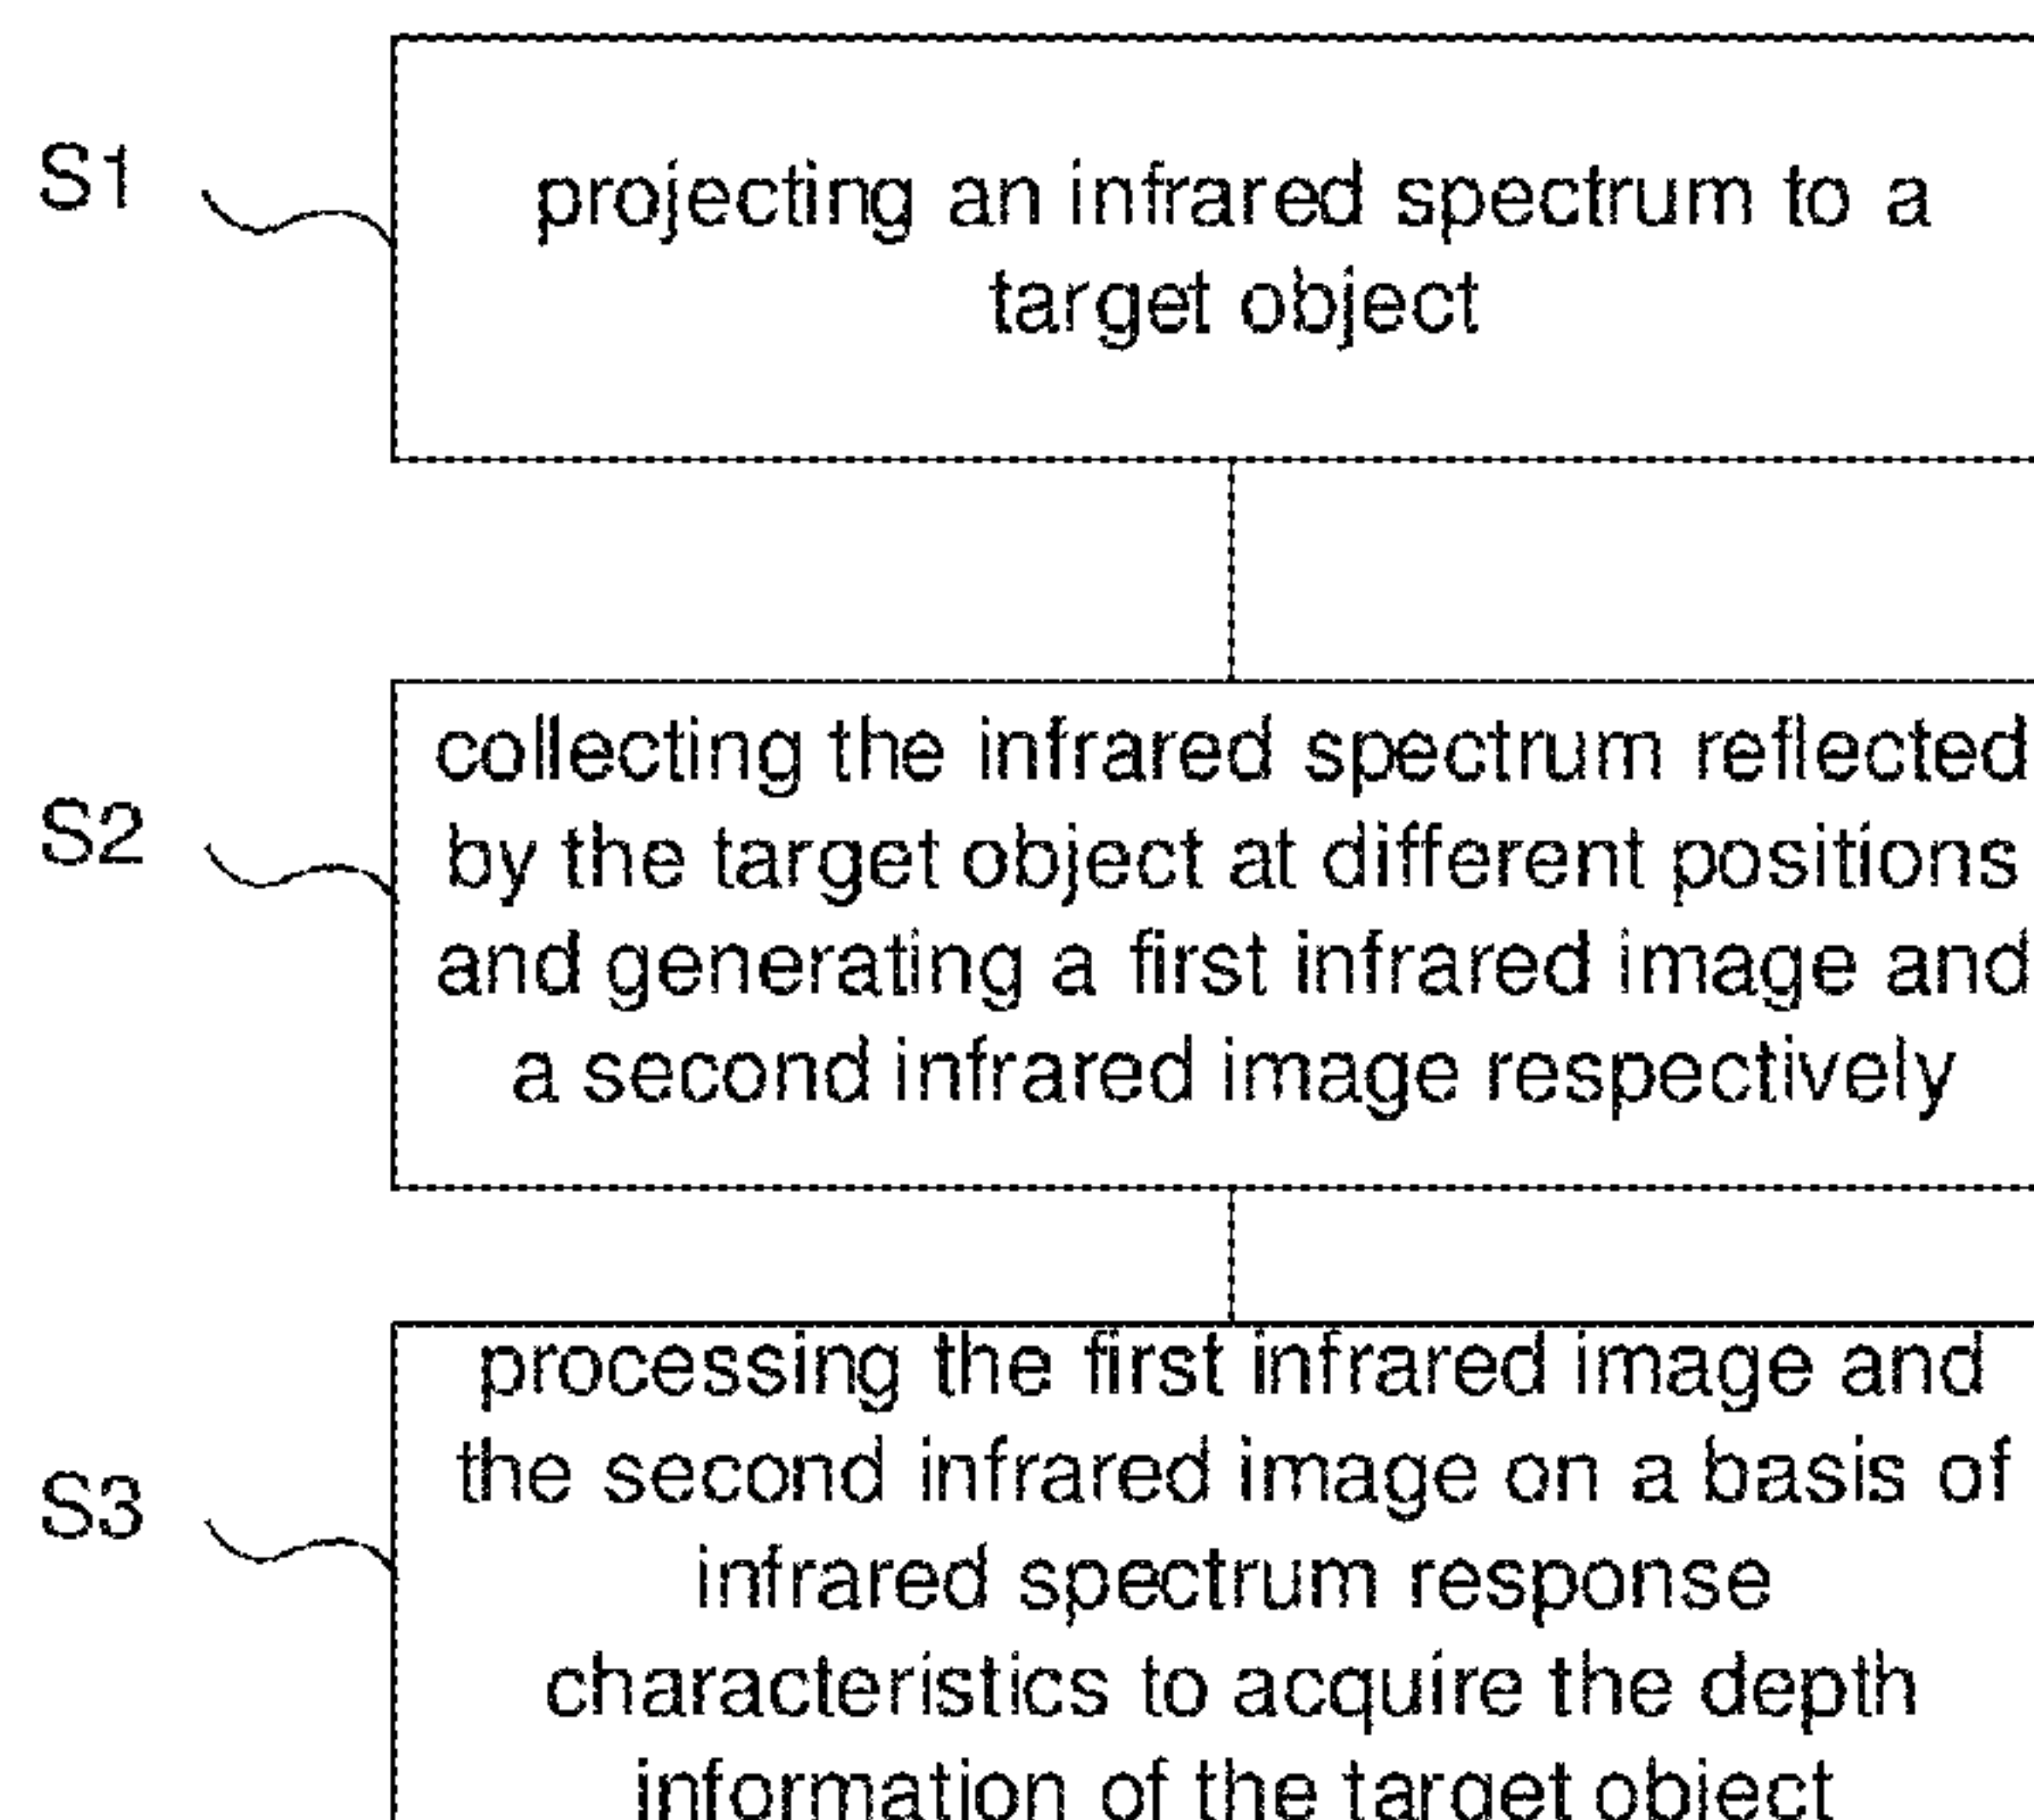 S1
projecting an infrared spectrum to a
target object
S2
collecting the infrared spectrum reflected
by the target object at different positions
and generating a first infrared image and
a second infrared image respectively
S3
processing the first infrared image and
the second infrared image on a basis of
infrared spectrum response
characteristics to acquire the depth
information of the target object